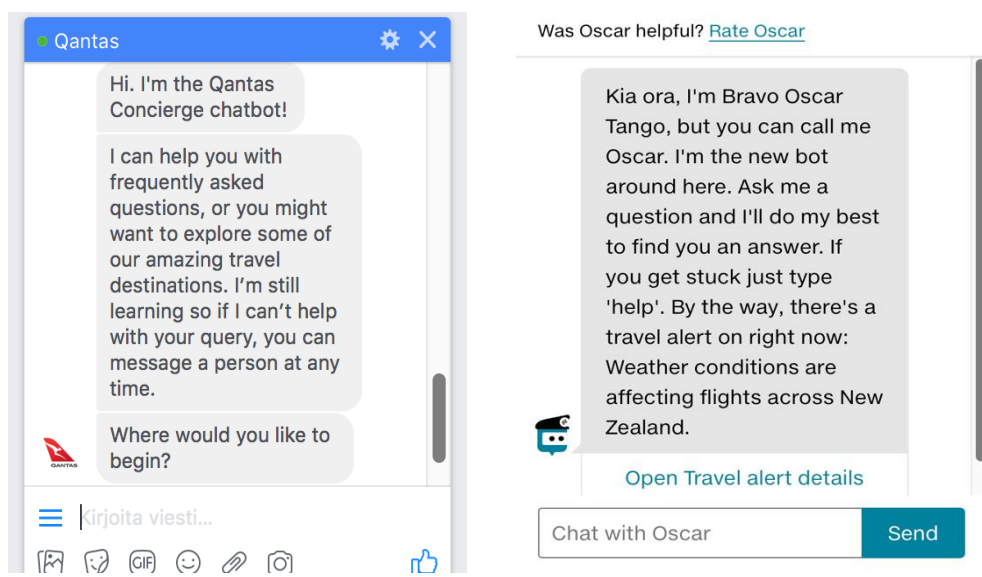 Qantas
Hi. I'm the Qantas
Concierge chatbot!
I can help you with
frequently asked
questions, or you might
want to explore some of
our amazing travel
destinations. I’m still
learning so if I can’t help
with your query, you can
message a person at any
time.
Where would you like to
begin?
QANTAS
Kirjoita viesti...
GIF
Was Oscar helpful? Rate Oscar
Kia ora, I'm Bravo Oscar
Tango, but you can call me
Oscar. I'm the new bot
around here. Ask me a
question and I'll do my best
to find you an answer. If
you get stuck just type
'help'. By the way, there's a
travel alert on right now:
Weather conditions are
affecting flights across New
Zealand.
Open Travel alert details
Chat with Oscar
Send